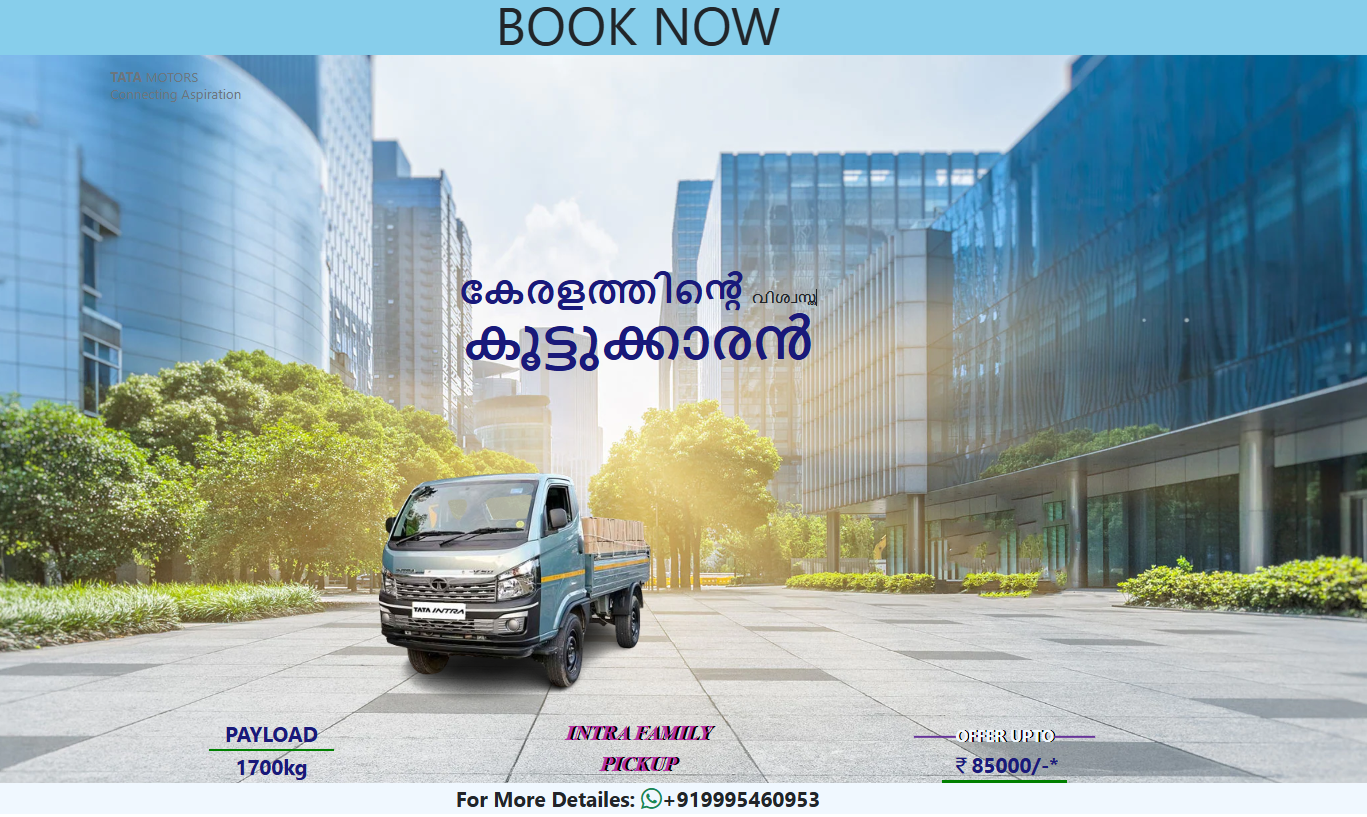 BOOK NOW
TATA MOTORS
Connecting Aspiration
കേരളത്തിന്റെ വിശ്വസ്ത
കൂട്ടുക്കാരൻ
TATA INTRA
PAYLOAD
1700kg
INTRA FAMILY
PICKUP
OFFER UPTO
₹ 85000/-*
For More Detailes: +919995460953